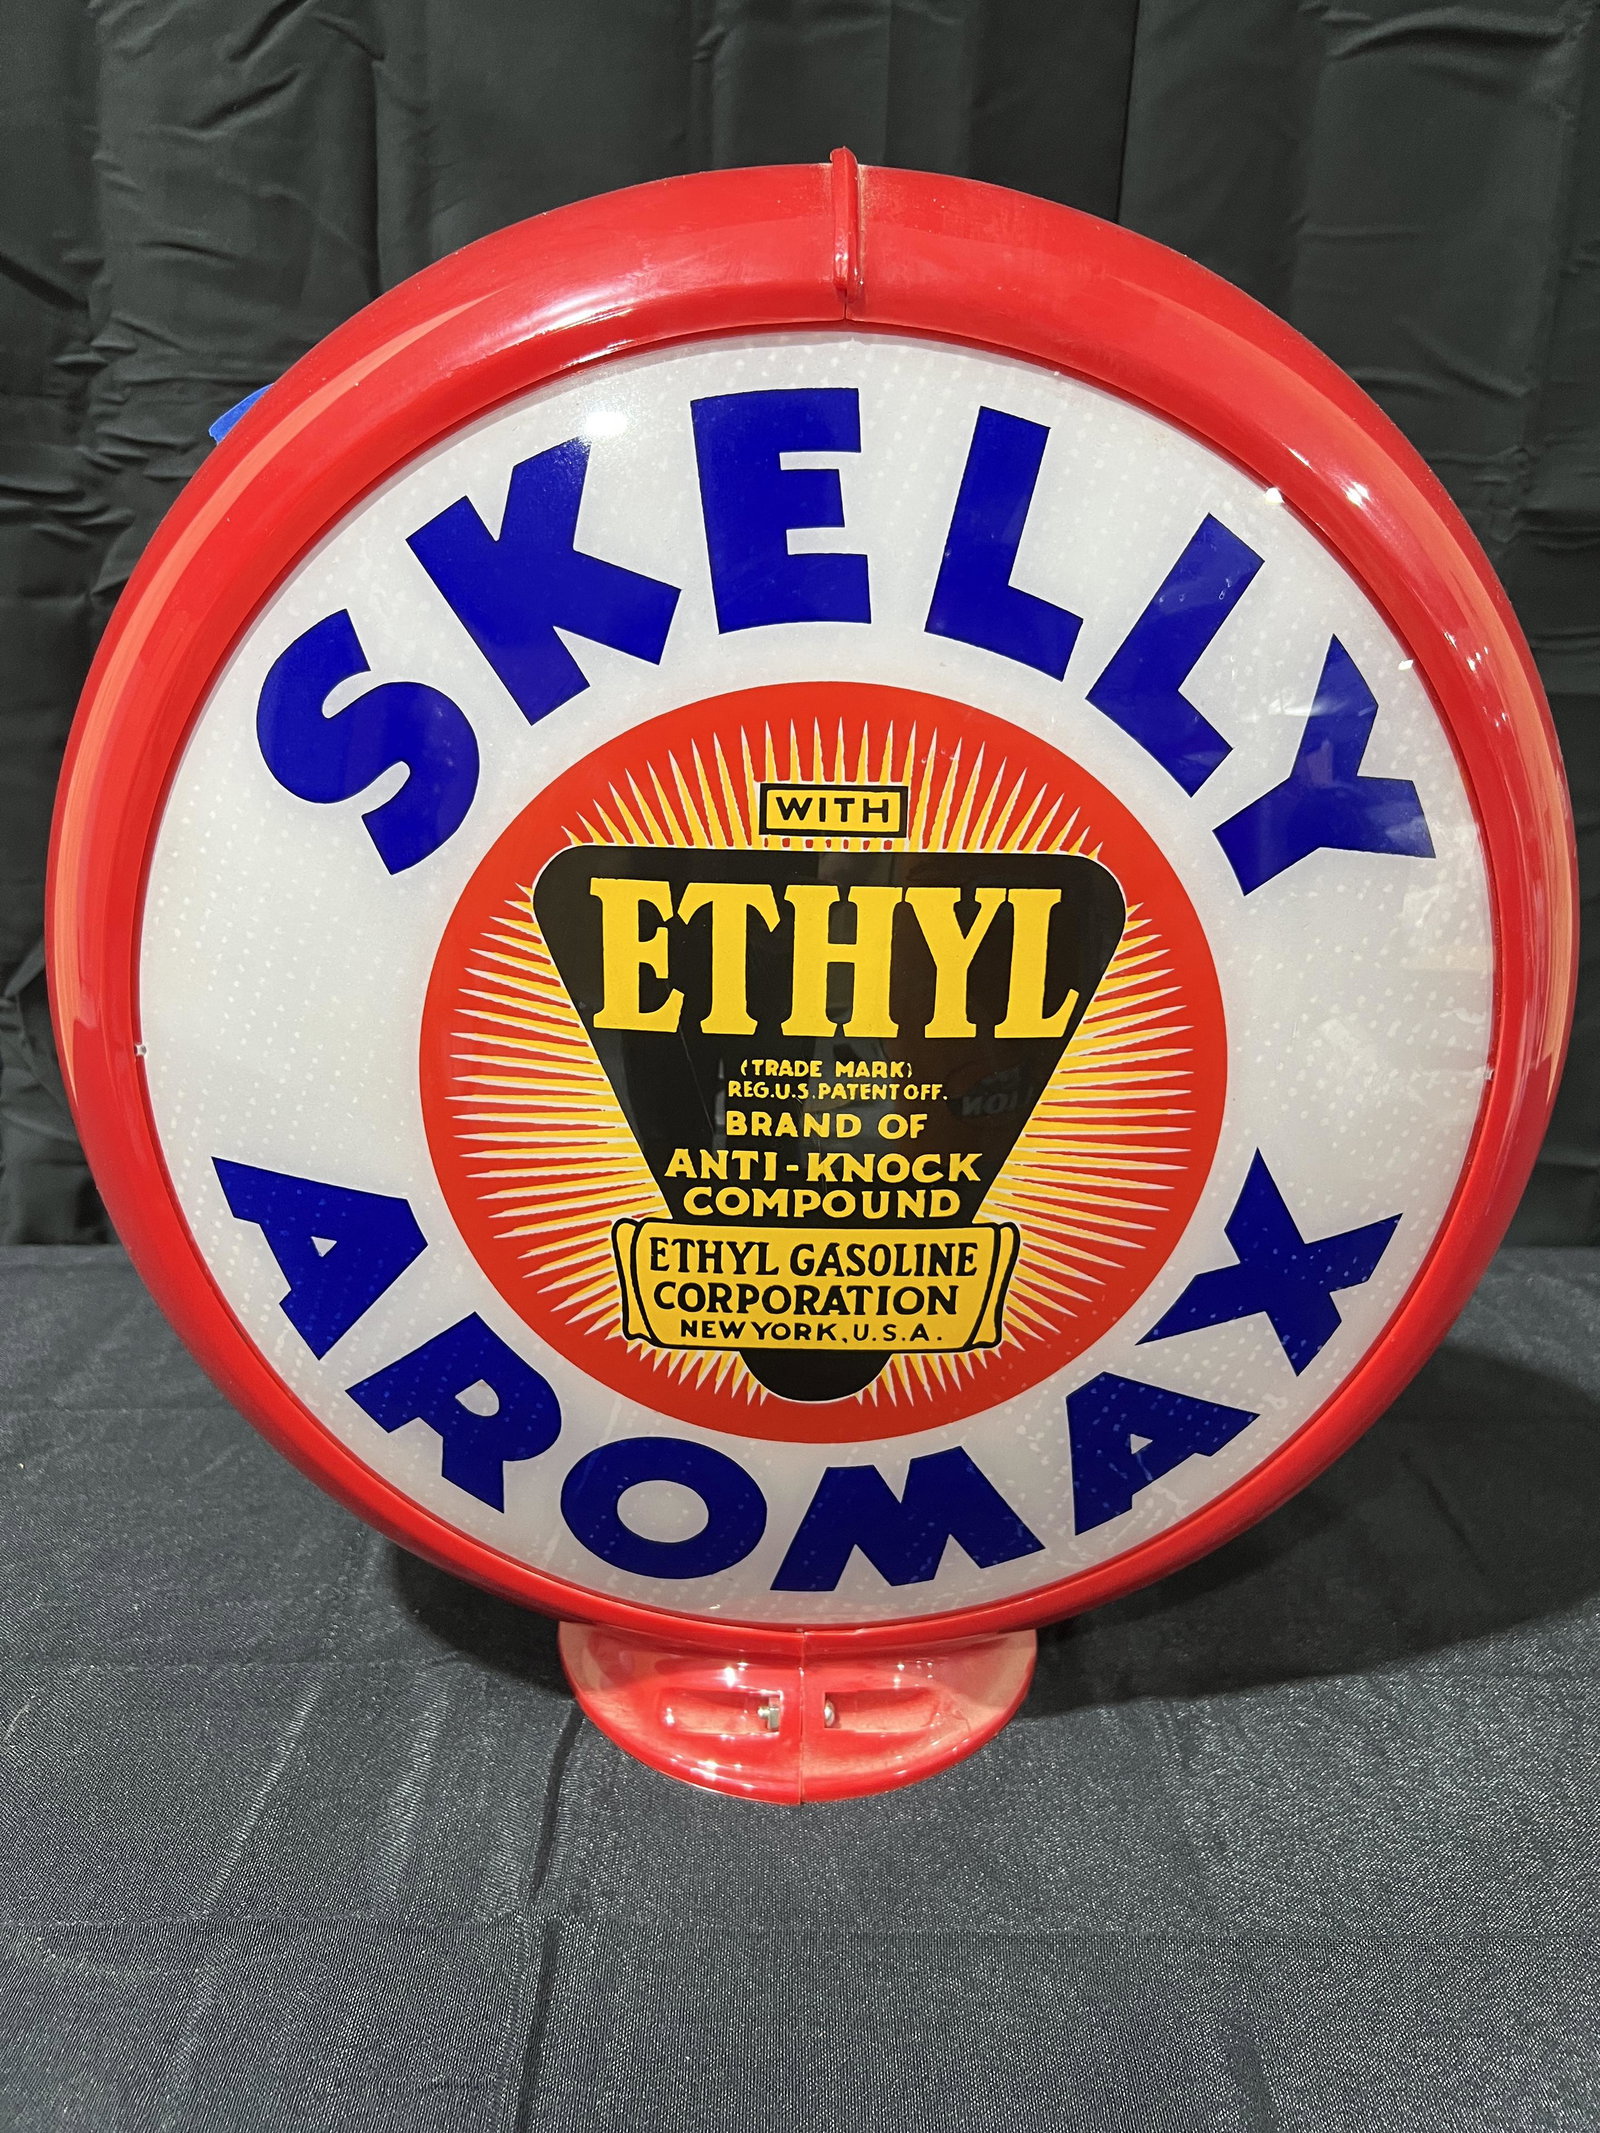 SKELLY
WITH
ETHYL
(TRADE MARK)
REG.U.S.PATENT OFF.
BRAND OF
ANTI-KNOCK
COMPOUND
ETHYL GASOLINE
CORPORATION
NEW YORK, U.S.A.
AROMAX